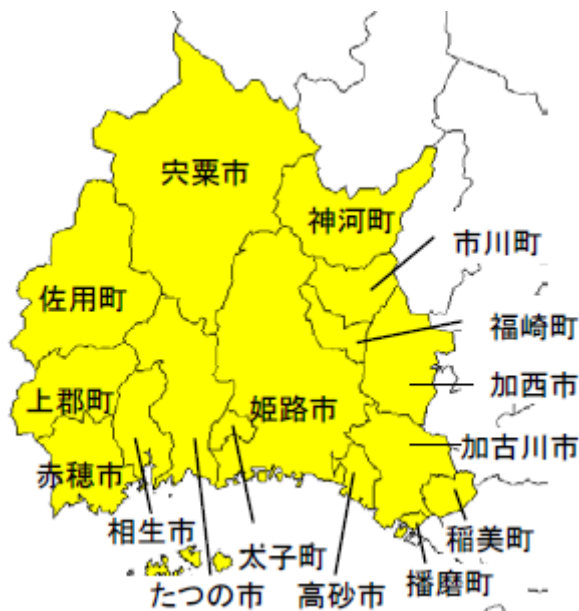 宍粟市
神河町
市川町
佐用町
福崎町
加西市
上郡町
姫路市
加古川市
赤穂市
相生市
太子町
稲美町
たつの市
高砂市
播磨町